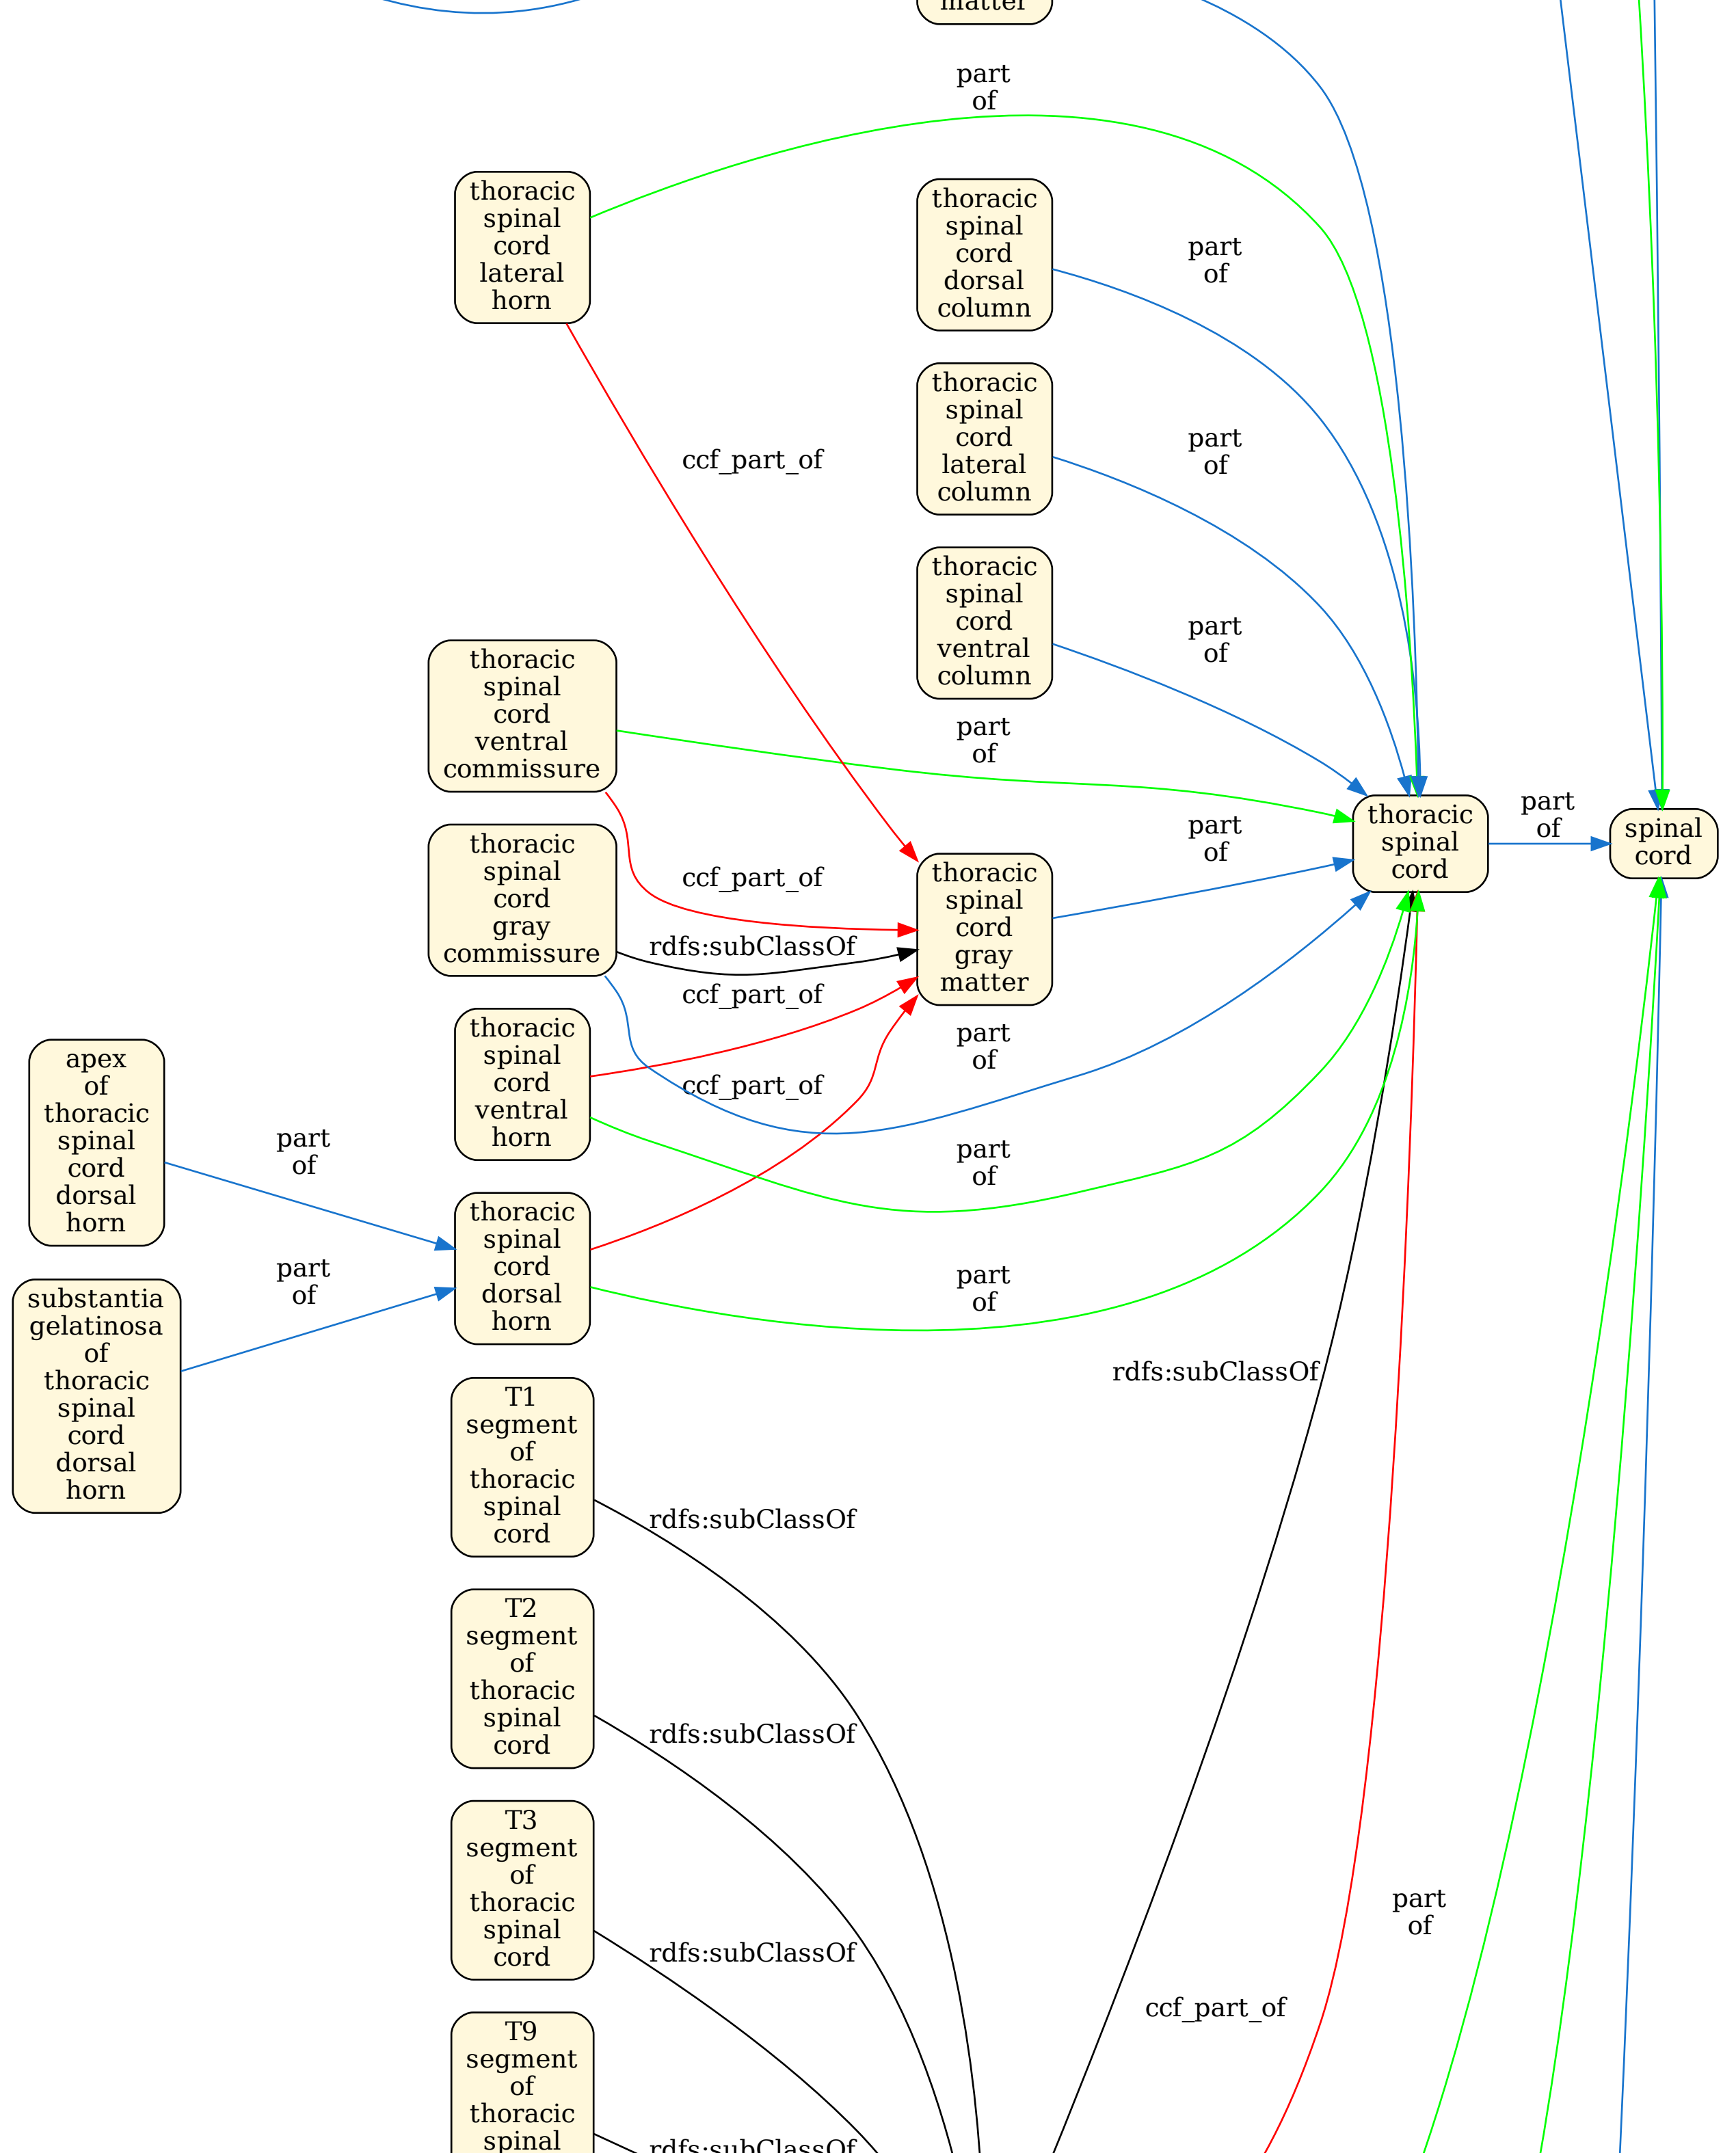 matter
part
of
thoracic
spinal
cord
lateral
horn
thoracic
spinal
cord
dorsal
column
part
of
thoracic
spinal
cord
lateral
column
part
of
ccf_part_of
thoracic
spinal
cord
ventral
column
part
of
thoracic
spinal
cord
ventral
commissure
part
of
thoracic
spinal
cord
part
of
spinal
cord
thoracic
spinal
cord
gray
commissure
ccf_part_of
rdfs:subClassOf
ccf_part_of
thoracic
spinal
cord
gray
matter
part
of
thoracic
spinal
cord
ventral
horn
ccf_part_of
part
of
part
of
apex
of
thoracic
spinal
cord
dorsal
horn
part
of
thoracic
spinal
cord
dorsal
horn
part
of
substantia
gelatinosa
of
thoracic
spinal
cord
dorsal
horn
part
of
rdfs:subClassOf
T1
segment
of
thoracic
spinal
cord
rdfs:subClassOf
T2
segment
of
thoracic
spinal
cord
rdfs:subClassOf
T3
segment
of
thoracic
spinal
cord
rdfs:subClassOf
part
of
ccf_part_of
T9
segment
of
thoracic
spinal
rdfs:subClassOf